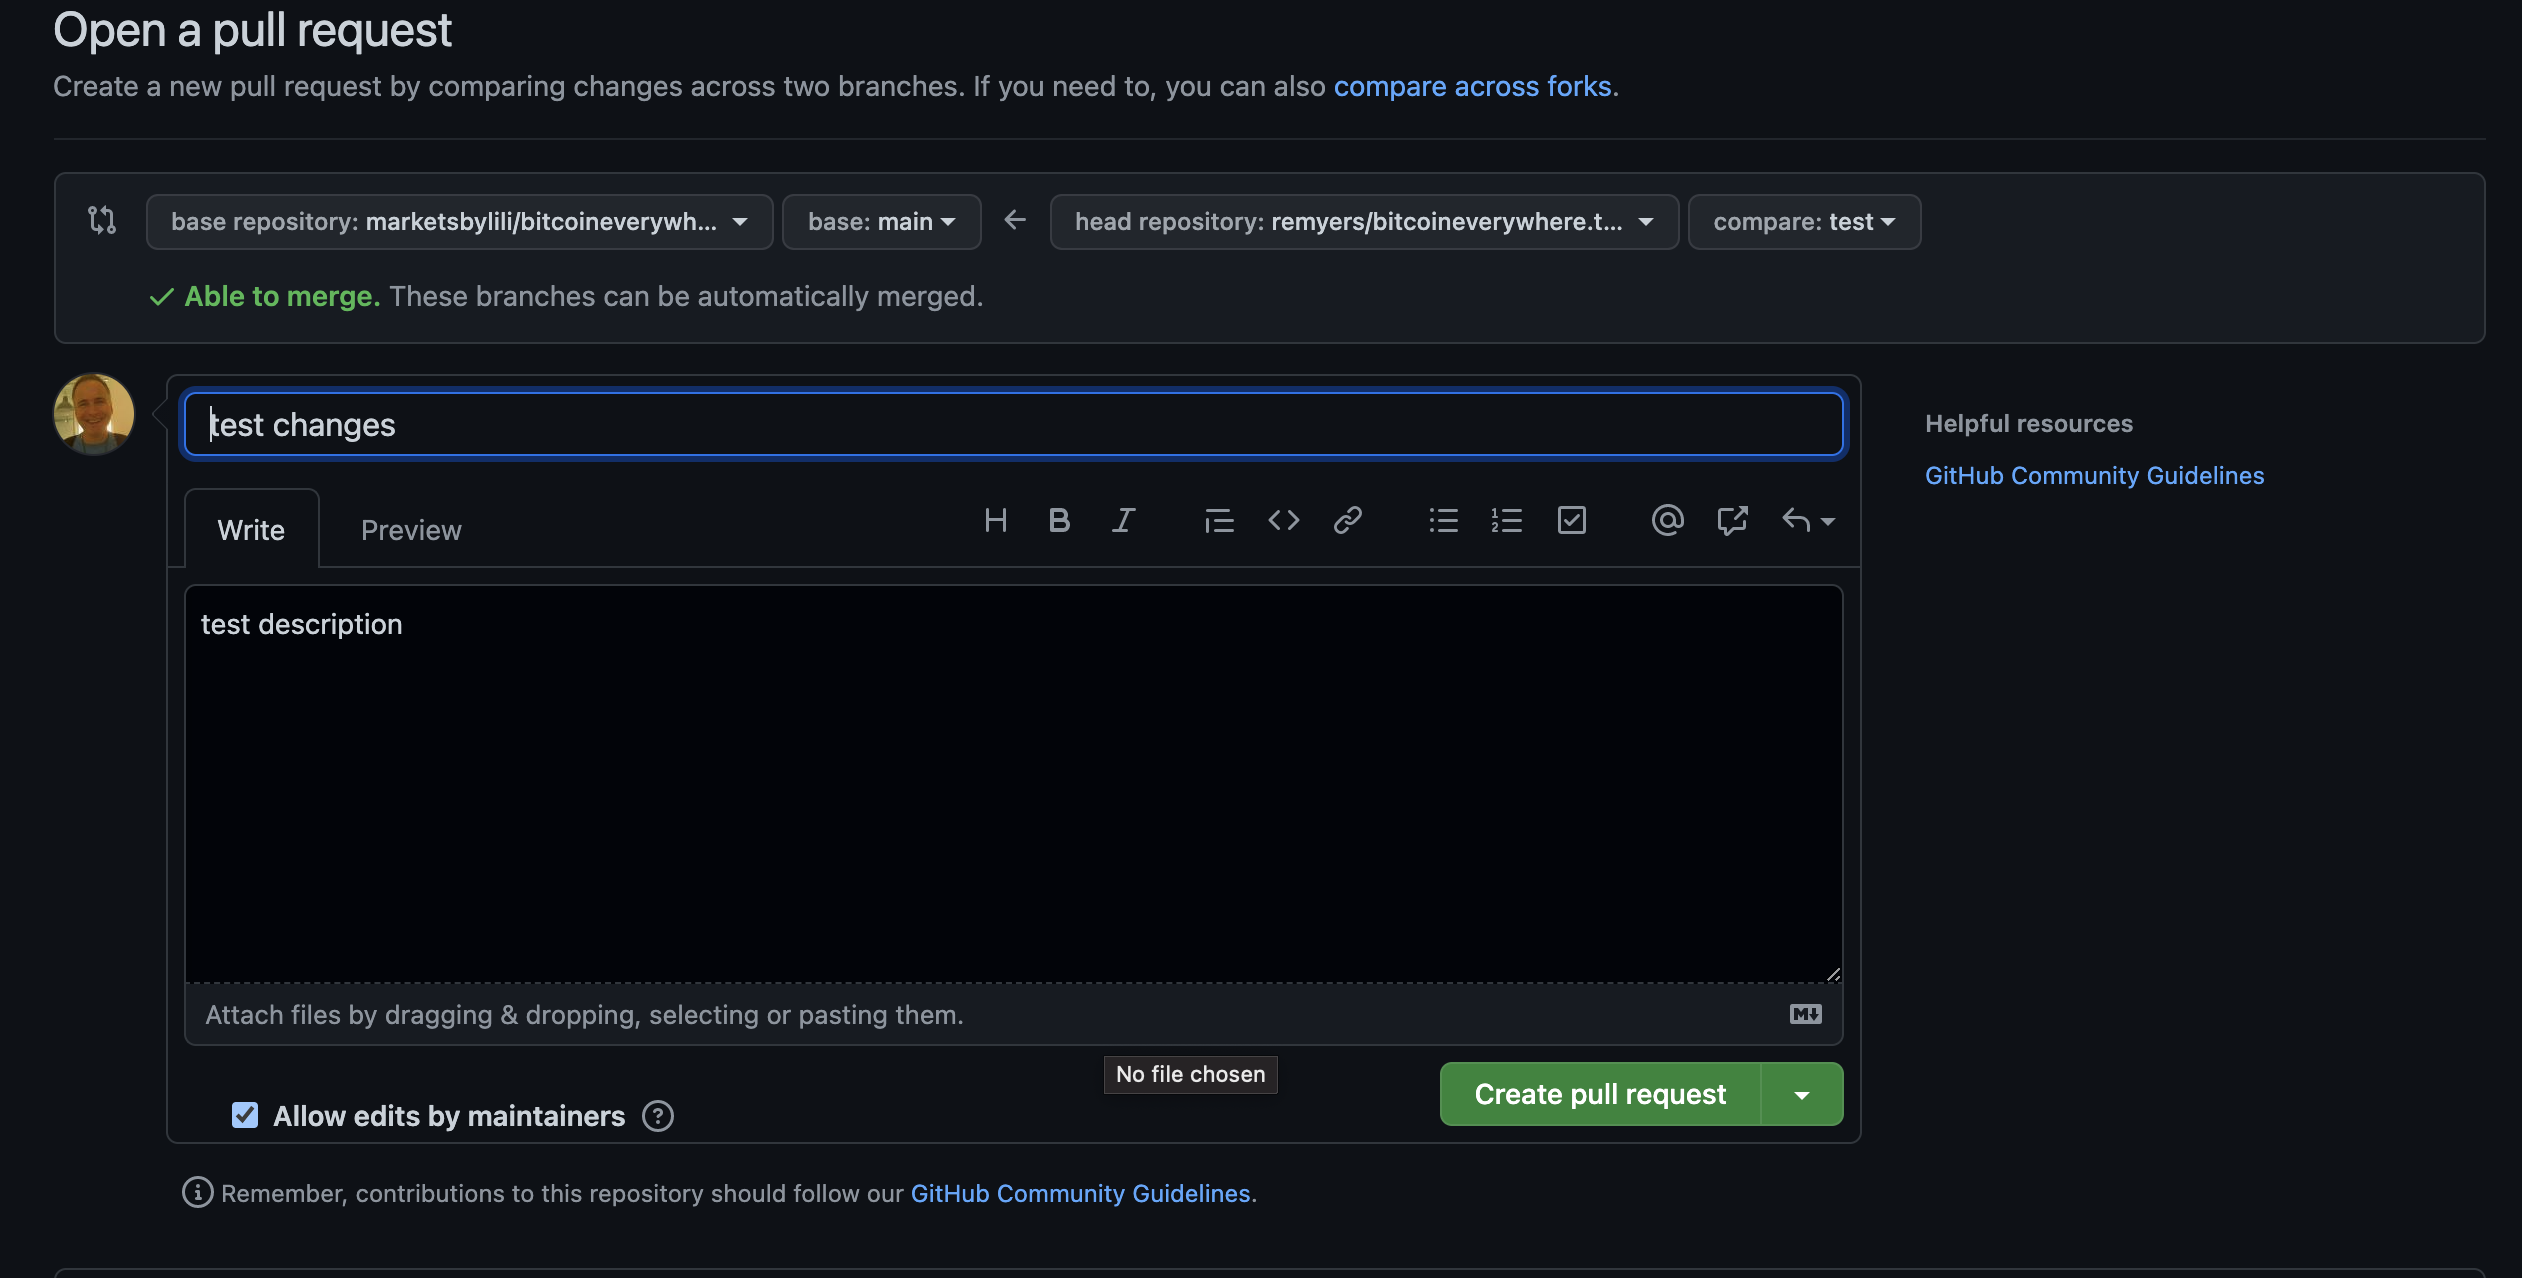 Open a pull request
Create a new pull request by comparing changes across two branches. If you need to, you can also compare across forks.
base repository: marketsbylili/bitcoineverywh... base: main head repository: remyers/bitcoineverywhere.t... compare: test
Able to merge. These branches can be automatically merged.
test changes
Helpful resources
GitHub Community Guidelines
Write Preview
test description
Attach files by dragging & dropping, selecting or pasting them.
No file chosen
Allow edits by maintainers
Create pull request
Remember, contributions to this repository should follow our GitHub Community Guidelines.